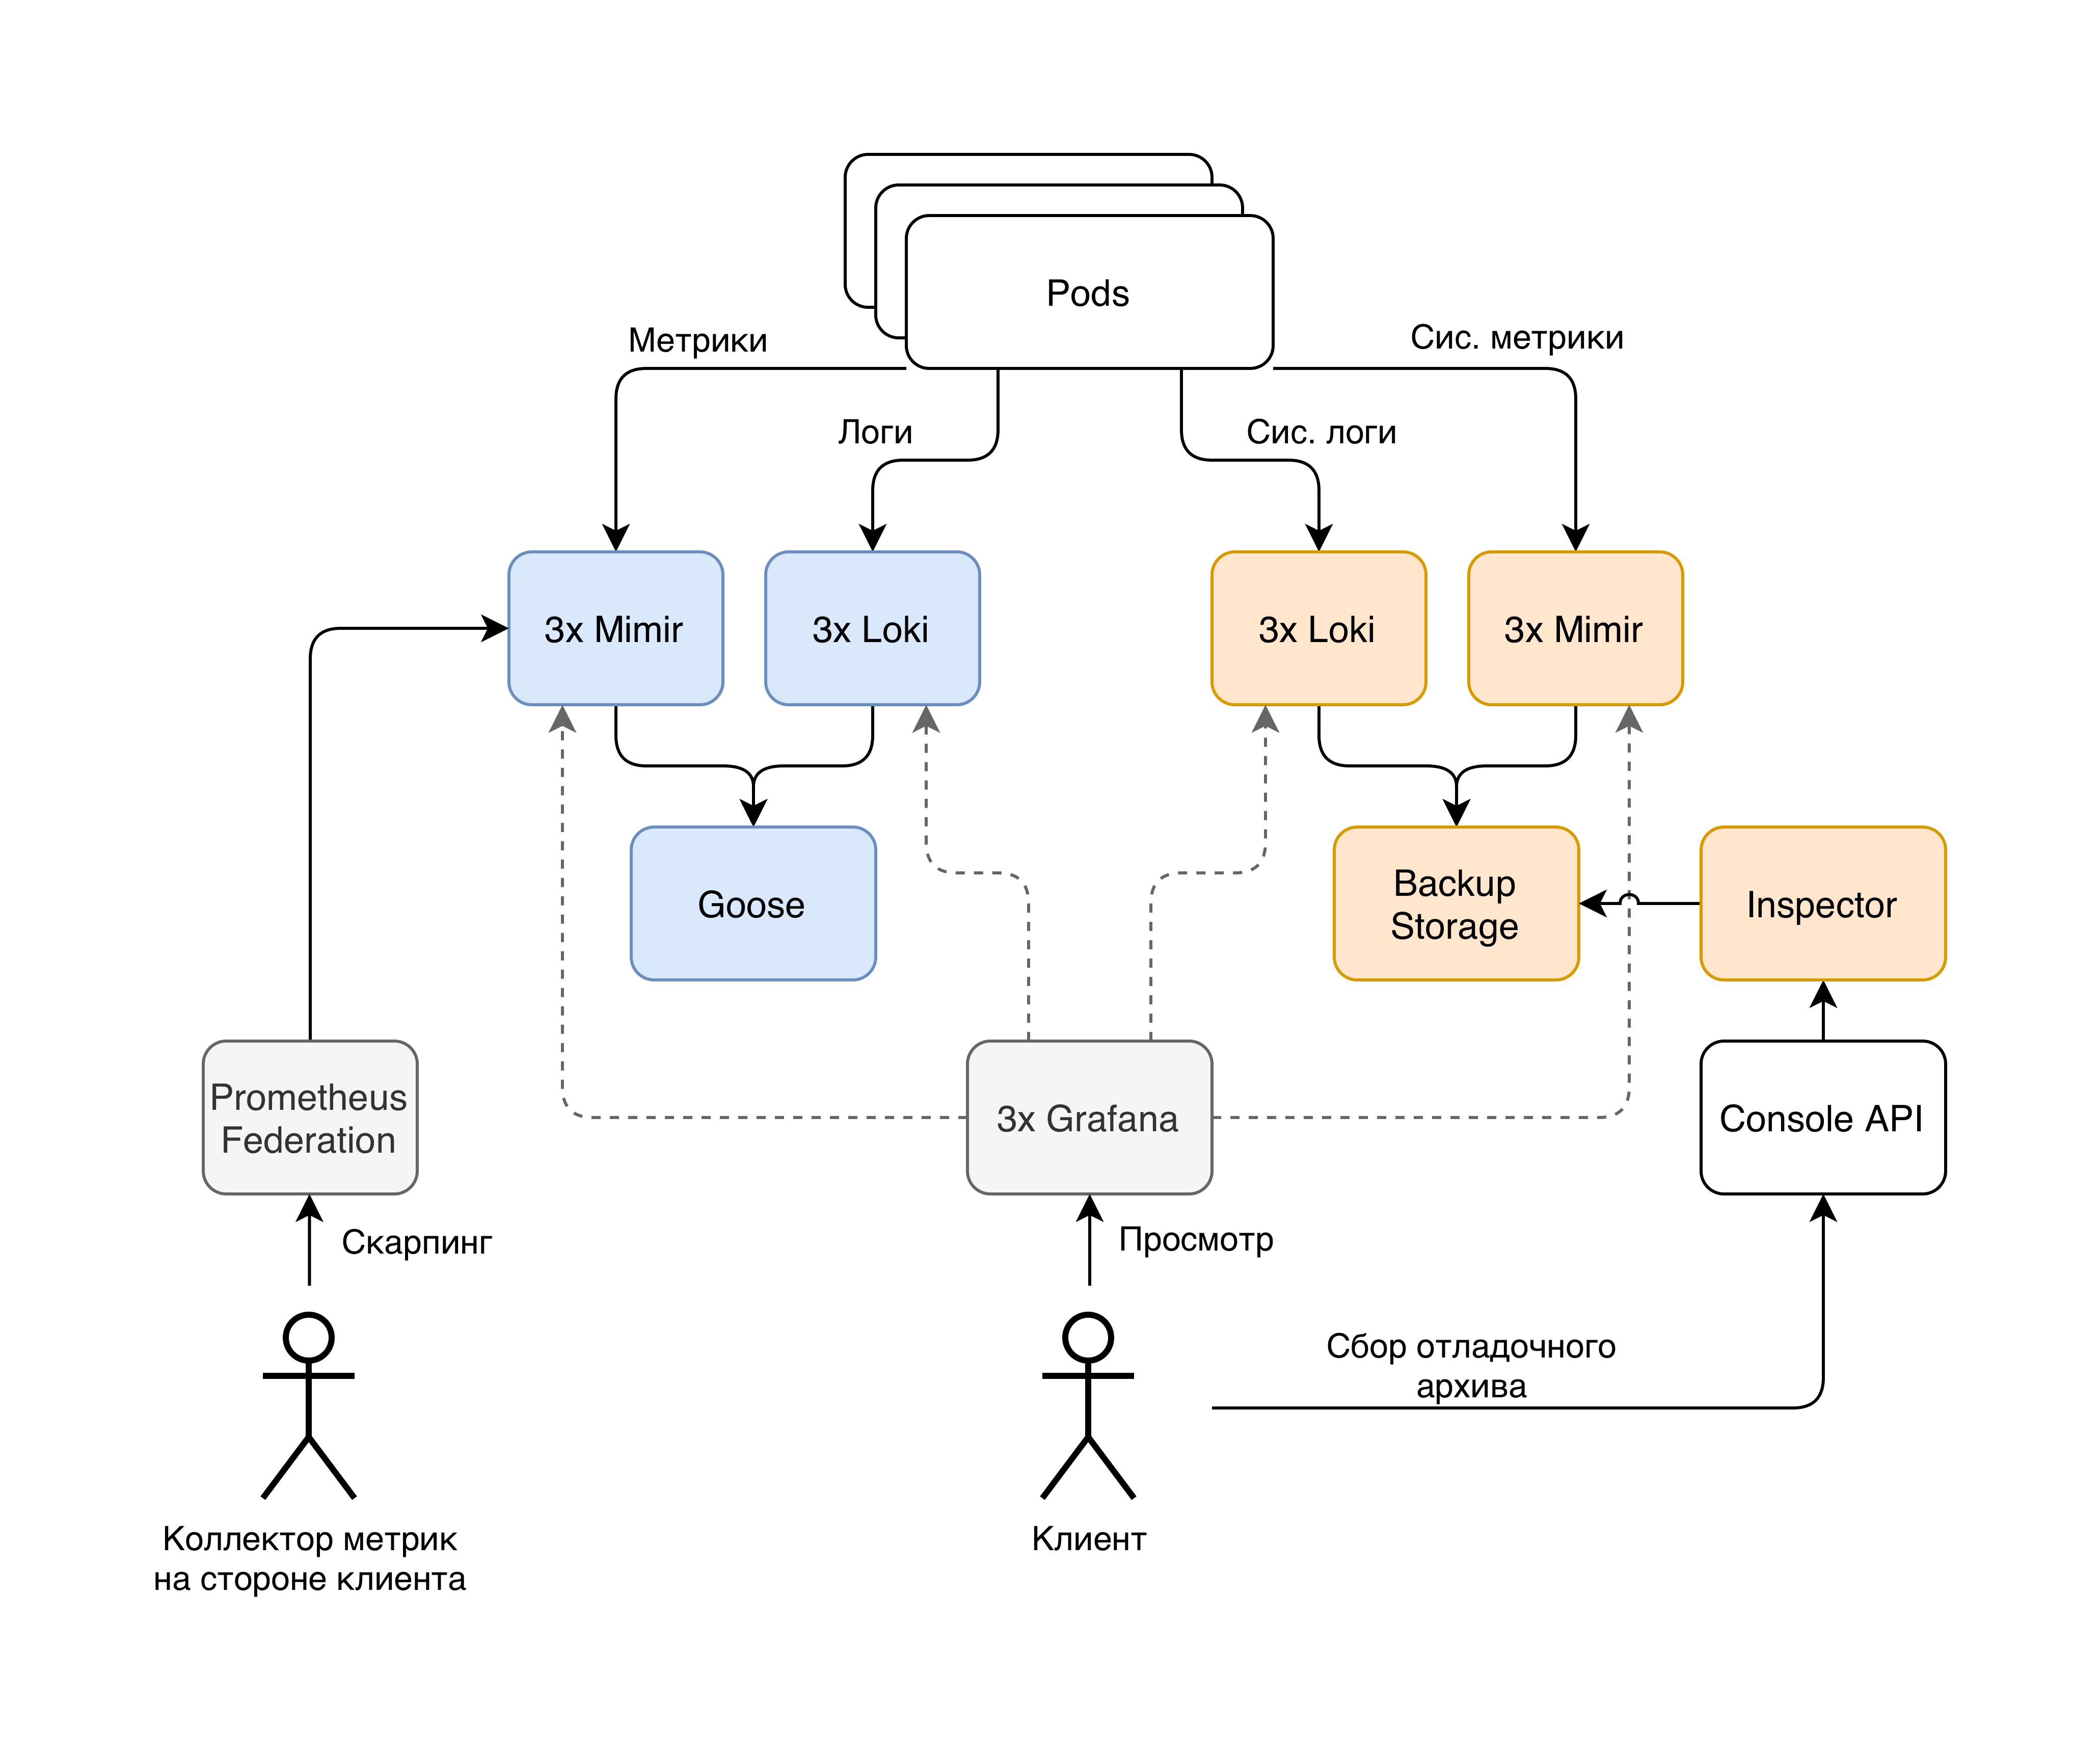 Pods
Метрики
Сис. метрики
Логи
Сис. логи
3x Mimir
3x Loki
3x Loki
3x Mimir
Goose
Backup
Storage
Inspector
Prometheus
Federation
3x Grafana
Console API
Скарпинг
Просмотр
Сбор отладочного
архива
Коллектор метрик
на стороне клиента
Клиент